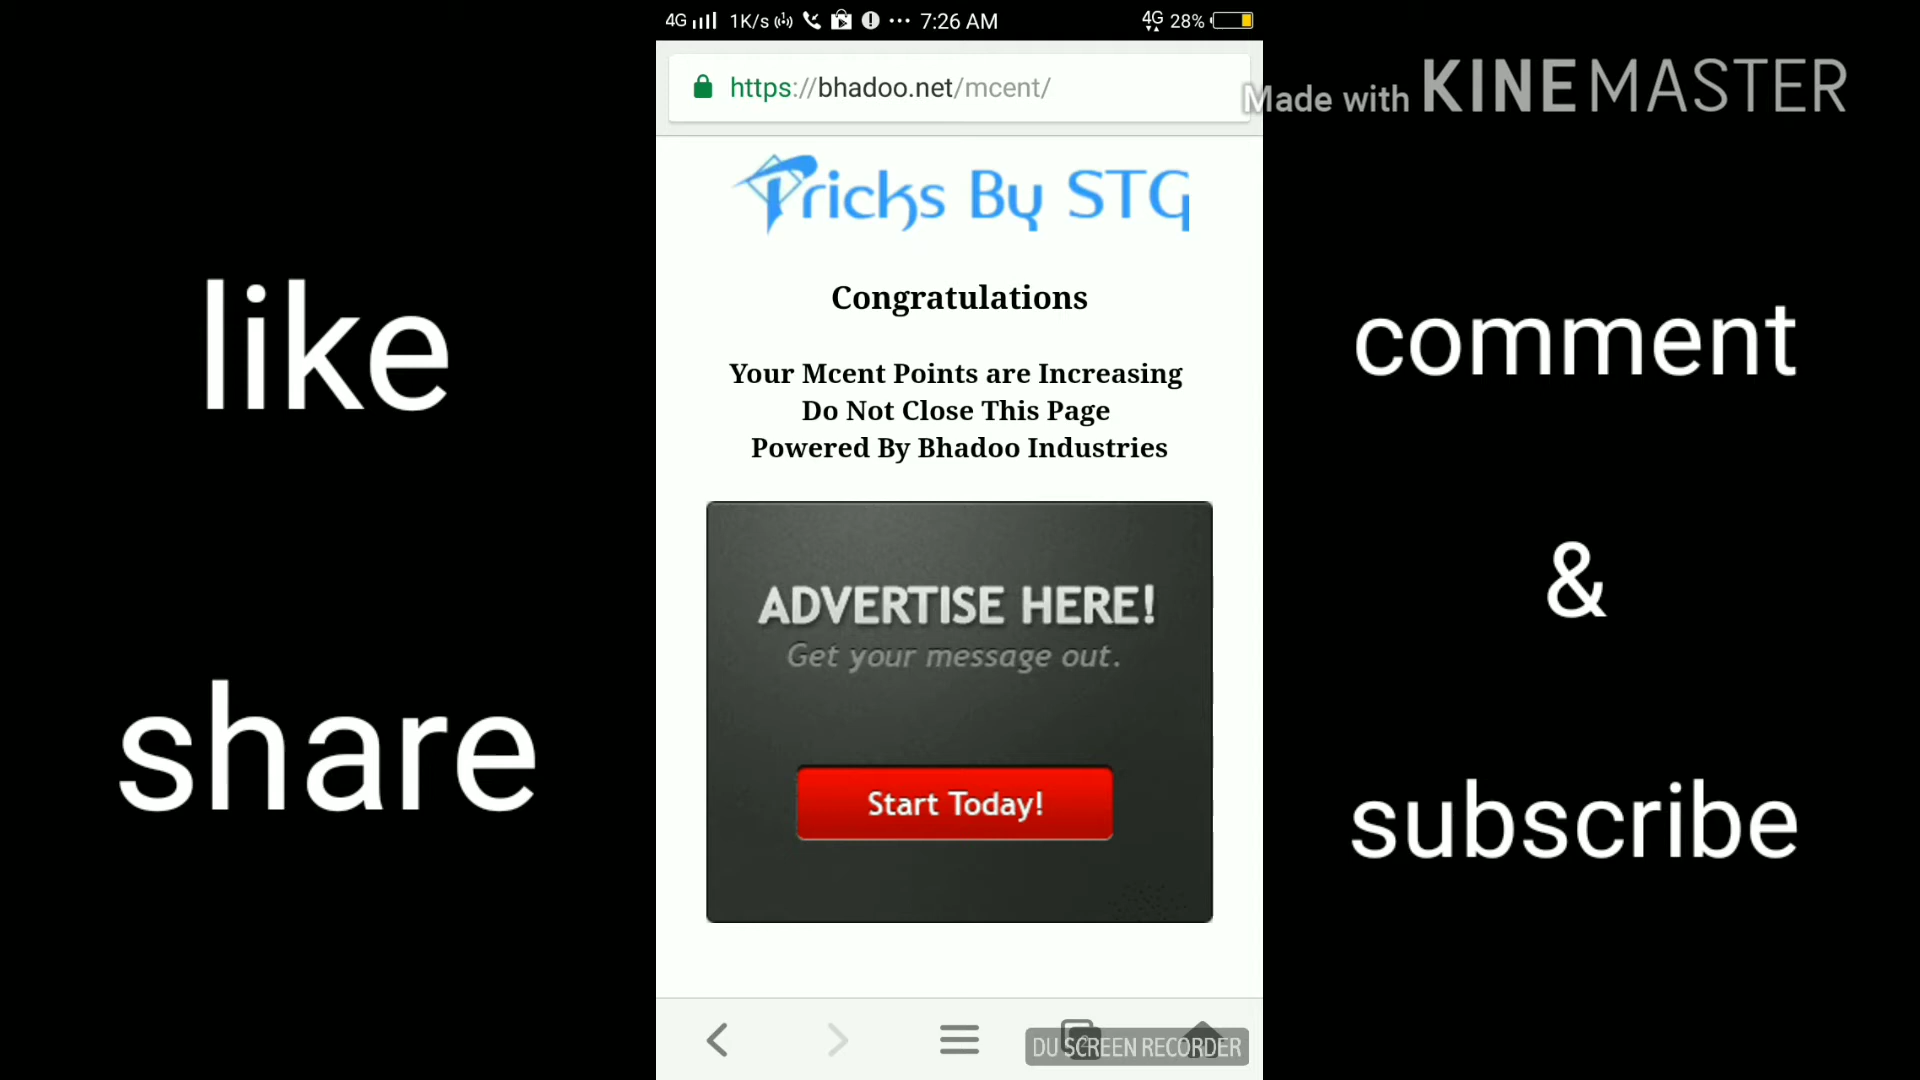 4G 1K/s 7:26 AM 4G 28%
https://bhadoo.net/mcent/
Made with KINEMASTER
Tricks By STG
Congratulations
Your Mcent Points are Increasing
Do Not Close This Page
Powered By Bhadoo Industries
ADVERTISE HERE!
Get your message out.
Start Today!
2
DU SCREEN RECORDER
like
share
comment
&
subscribe